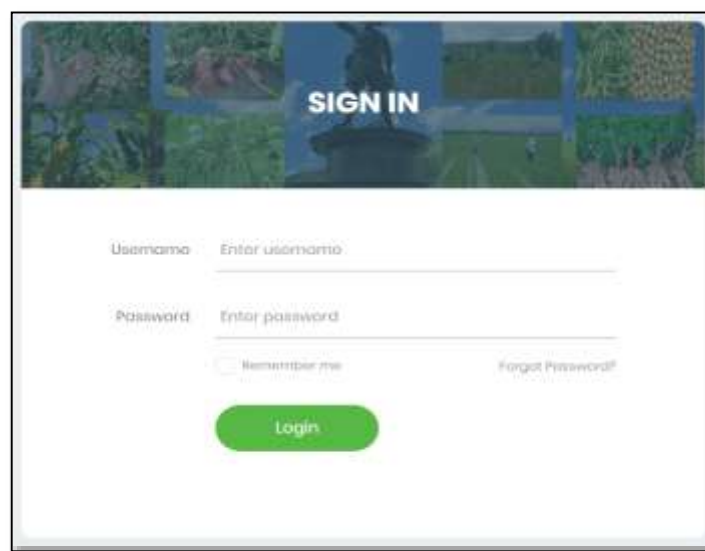 SIGN IN
Username Enter username
Password Enter password
Remember me Forgot Password?
Login